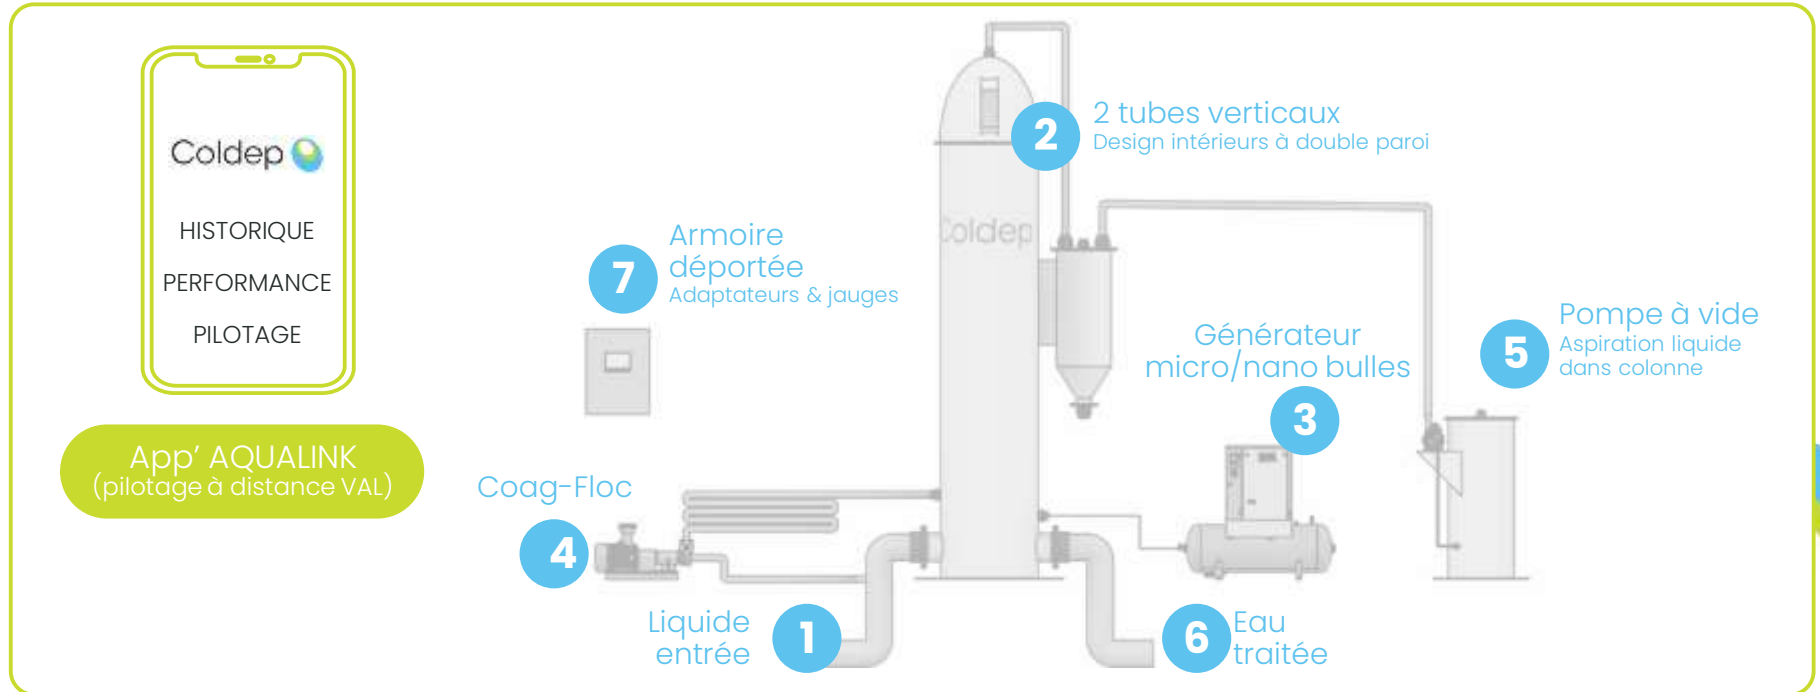 Coldep
HISTORIQUE
PERFORMANCE
PILOTAGE
App' AQUALINK
(pilotage à distance VAL)
2
2 tubes verticaux
Design intérieurs à double paroi
Coldep
7
Armoire
déportée
Adaptateurs & jauges
Générateur
micro/nano bulles
3
5
Pompe à vide
Aspiration liquide
dans colonne
Coag-Floc
4
Liquide
entrée
1
6
Eau
traitée